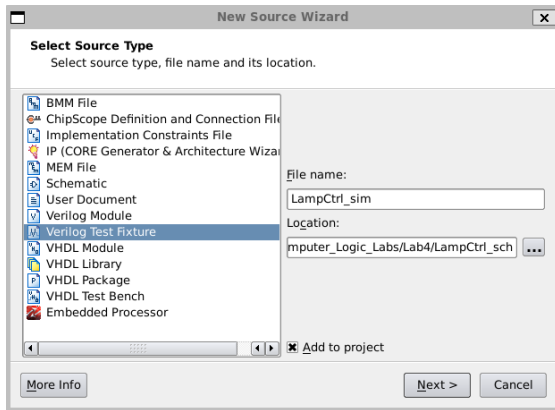 New Source Wizard
Select Source Type
Select source type, file name and its location.
BMM File
ChipScope Definition and Connection File
Implementation Constraints File
IP (CORE Generator & Architecture Wizar
MEM File
Schematic
User Document
Verilog Module
Verilog Test Fixture
VHDL Module
VHDL Library
VHDL Package
VHDL Test Bench
Embedded Processor
File name:
LampCtrl_sim
Location:
mputer_Logic_Labs/Lab4/LampCtrl_sch
...
Add to project
More Info
Next >
Cancel